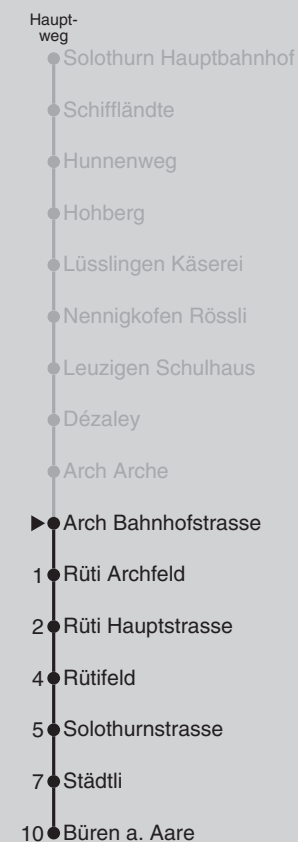 Haupt-
weg
Solothurn Hauptbahnhof
Schiffländte
Hunnenweg
Hohberg
Lüsslingen Käserei
Nennigkofen Rössli
Leuzigen Schulhaus
Dézaley
Arch Arche
Arch Bahnhofstrasse
1 Rüti Archfeld
2 Rüti Hauptstrasse
4 Rütifeld
5 Solothurnstrasse
7 Städtli
10 Büren a. Aare